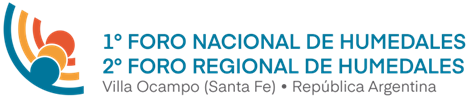 1° FORO NACIONAL DE HUMEDALES
2° FORO REGIONAL DE HUMEDALES
Villa Ocampo (Santa Fe) • República Argentina